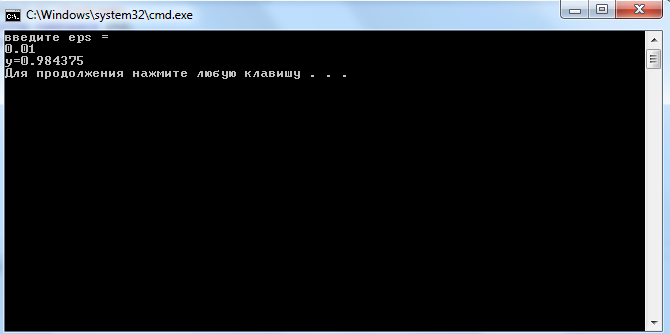 C:\Windows\system32\cmd.exe
введите eps =
0.01
y=0.984375
Для продолжения нажмите любую клавишу . . .